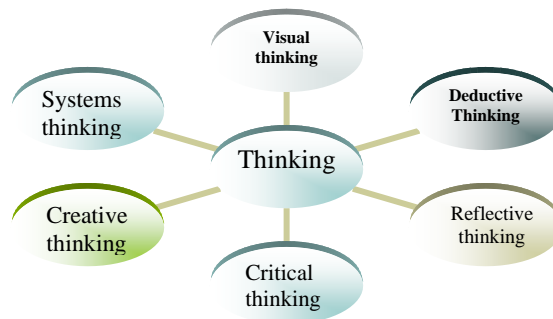 Visual
thinking
Systems
thinking
Deductive
Thinking
Thinking
Creative
thinking
Reflective
thinking
Critical
thinking